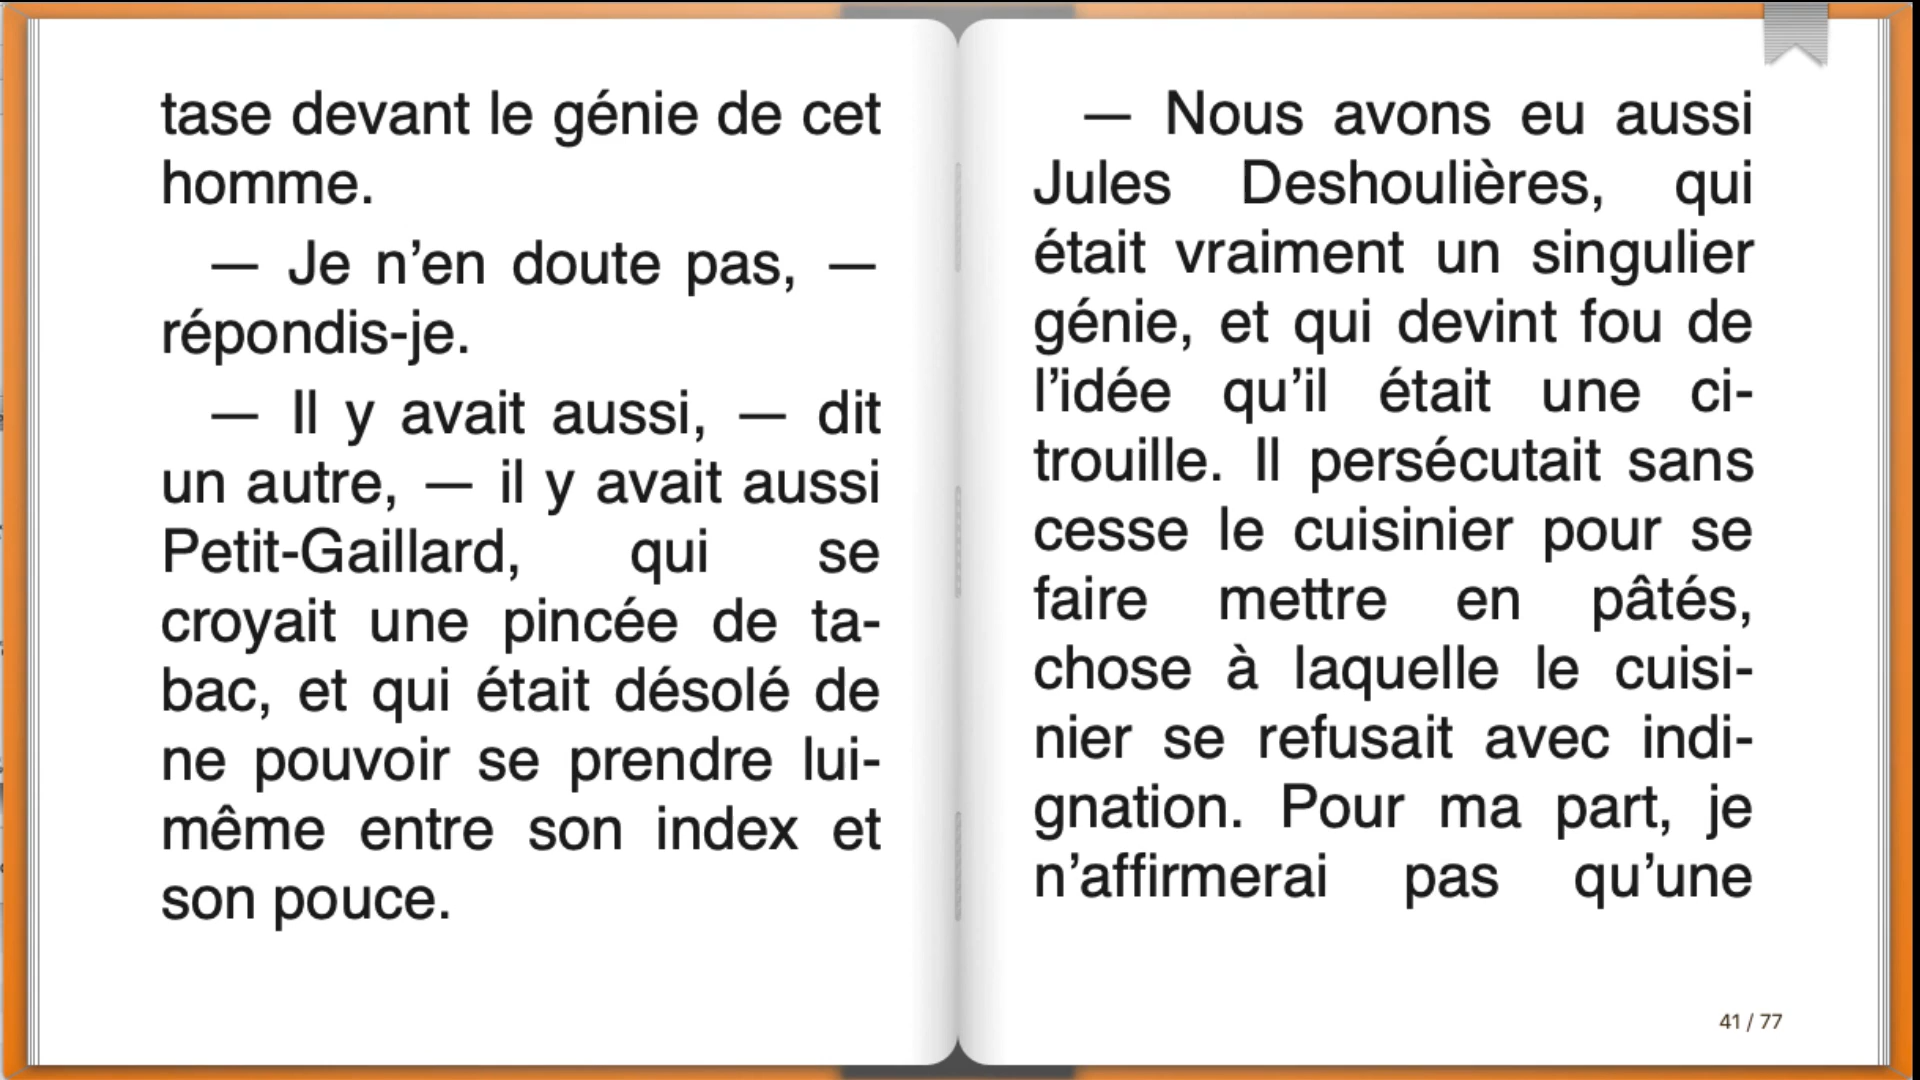 tase devant le génie de cet
homme.
— Je n’en doute pas, —
répondis-je.
— Il y avait aussi, — dit
un autre, — il y avait aussi
Petit-Gaillard, qui se
croyait une pincée de ta-
bac, et qui était désolé de
ne pouvoir se prendre lui-
même entre son index et
son pouce.
— Nous avons eu aussi
Jules Deshoulières, qui
était vraiment un singulier
génie, et qui devint fou de
l’idée qu’il était une ci-
trouille. Il persécutait sans
cesse le cuisinier pour se
faire mettre en pâtés,
chose à laquelle le cuisi-
nier se refusait avec indi-
gnation. Pour ma part, je
n’affirmerai pas qu’une
41 / 77